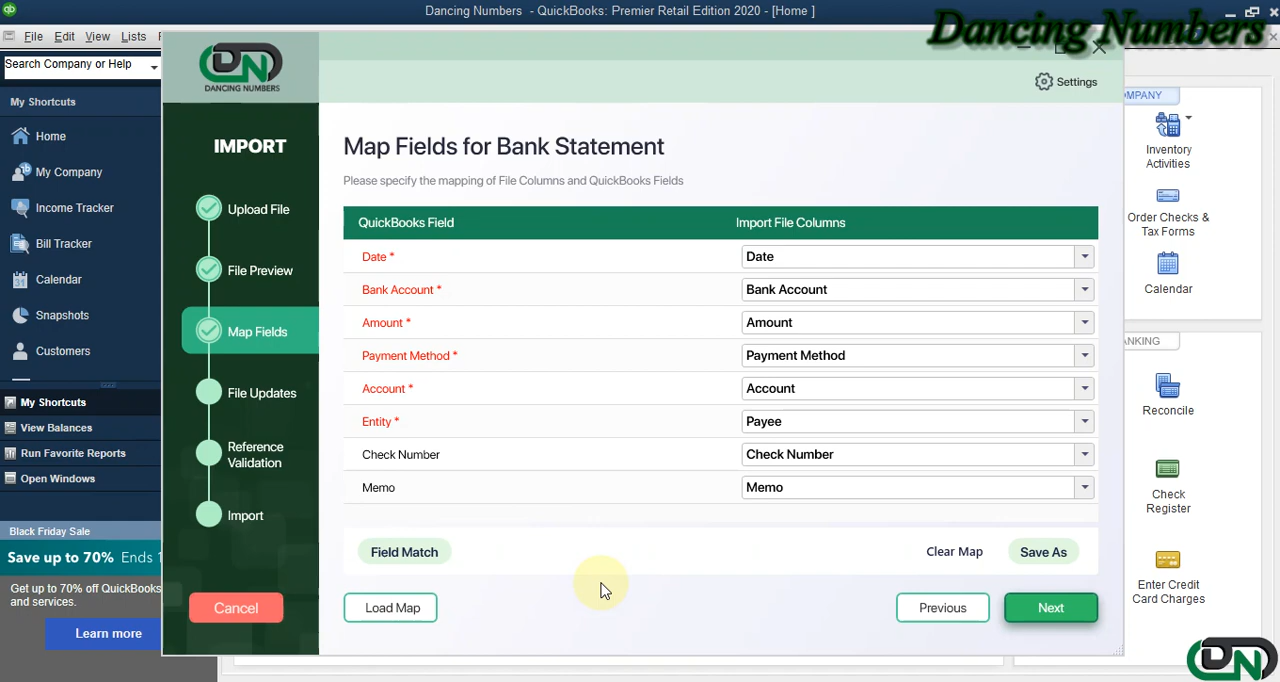 Dancing Numbers - QuickBooks: Premier Retail Edition 2020 - [Home ]
Dancing Numbers
File Edit View Lists
Search Company or Help
My Shortcuts
Home
My Company
Income Tracker
Bill Tracker
Calendar
Snapshots
Customers
My Shortcuts
View Balances
Run Favorite Reports
Open Windows
Black Friday Sale
Save up to 70% Ends 1
Get up to 70% off QuickBooks
and services.
Learn more
DN
DANCING NUMBERS
IMPORT
Upload File
File Preview
Map Fields
File Updates
Reference
Validation
Import
Cancel
Settings
Map Fields for Bank Statement
Please specify the mapping of File Columns and QuickBooks Fields
QuickBooks Field Import File Columns
Date * Date
Bank Account * Bank Account
Amount * Amount
Payment Method * Payment Method
Account * Account
Entity * Payee
Check Number Check Number
Memo Memo
Field Match Clear Map Save As
Load Map Previous Next
MPANY
Inventory
Activities
Order Checks &
Tax Forms
Calendar
ANKING
Reconcile
Check
Register
Enter Credit
Card Charges
DN